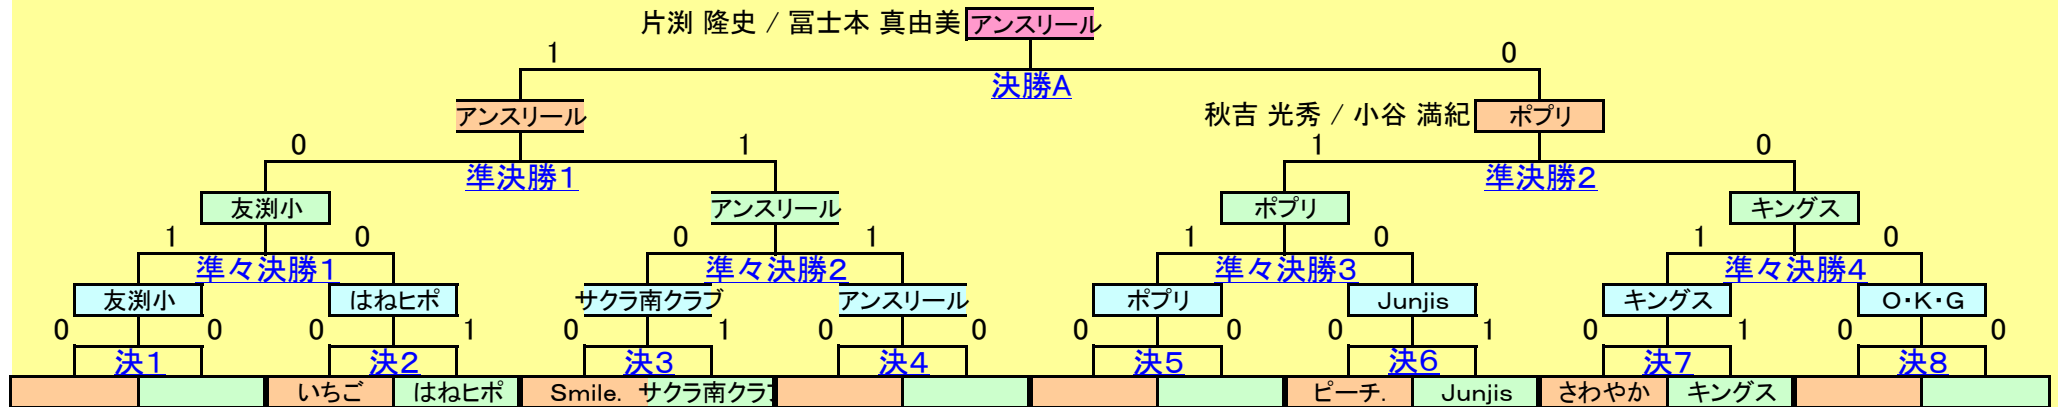 片渕 隆史 / 冨士本 真由美 アンスリール
1 0
決勝A
アンスリール 秋吉 光秀 / 小谷 満紀 ポプリ
0 1 1 0
準決勝1 準決勝2
友渕小 アンスリール ポプリ キングス
1 0 0 1 1 0 1 0
準々決勝1 準々決勝2 準々決勝3 準々決勝4
友渕小 はねヒポ サクラ南クラブ アンスリール ポプリ Junjis キングス O・K・G
0 0 0 1 0 1 0 0 0 0 0 1 0 1 0 0
決1 決2 決3 決4 決5 決6 決7 決8
いちご はねヒポ Smile. サクラ南クラブ ピーチ. Junjis さわやか キングス